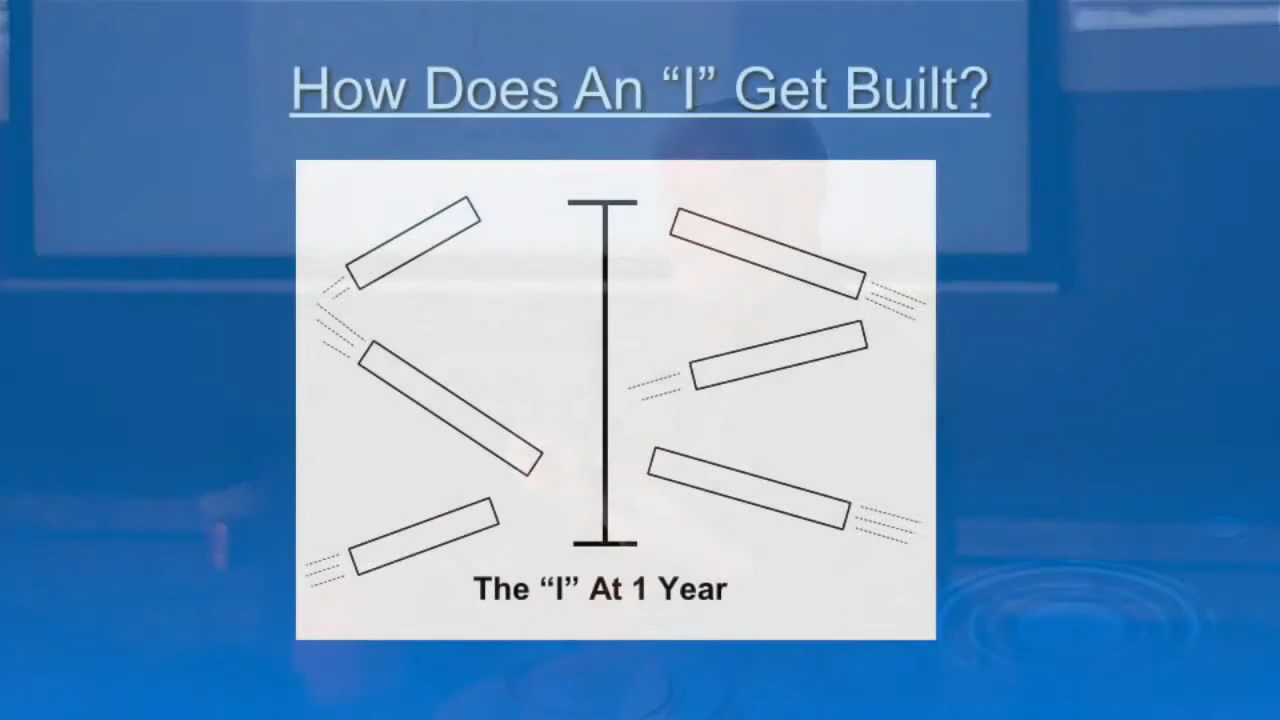 How Does An “I” Get Built?
The “I” At 1 Year